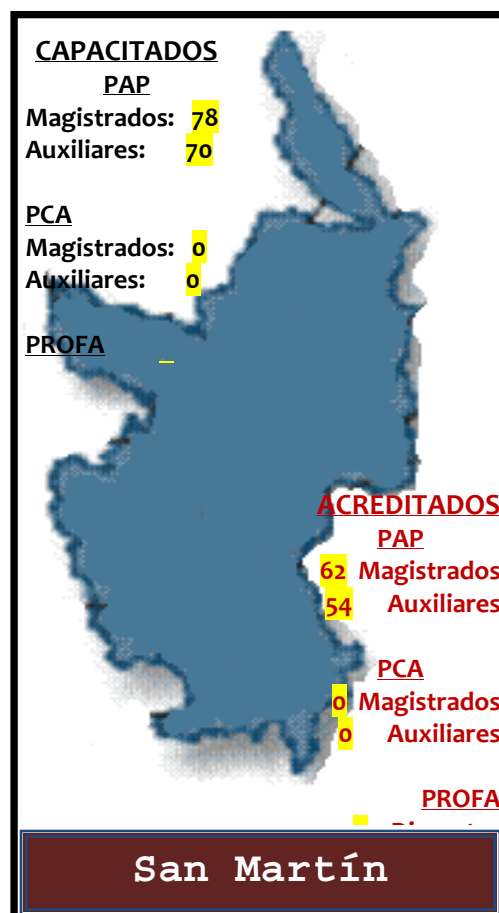 CAPACITADOS
PAP
Magistrados: 78
Auxiliares: 70
PCA
Magistrados: 0
Auxiliares: 0
PROFA _
ACREDITADOS
PAP
62 Magistrados
54 Auxiliares
PCA
0 Magistrados
0 Auxiliares
PROFA
San Martín